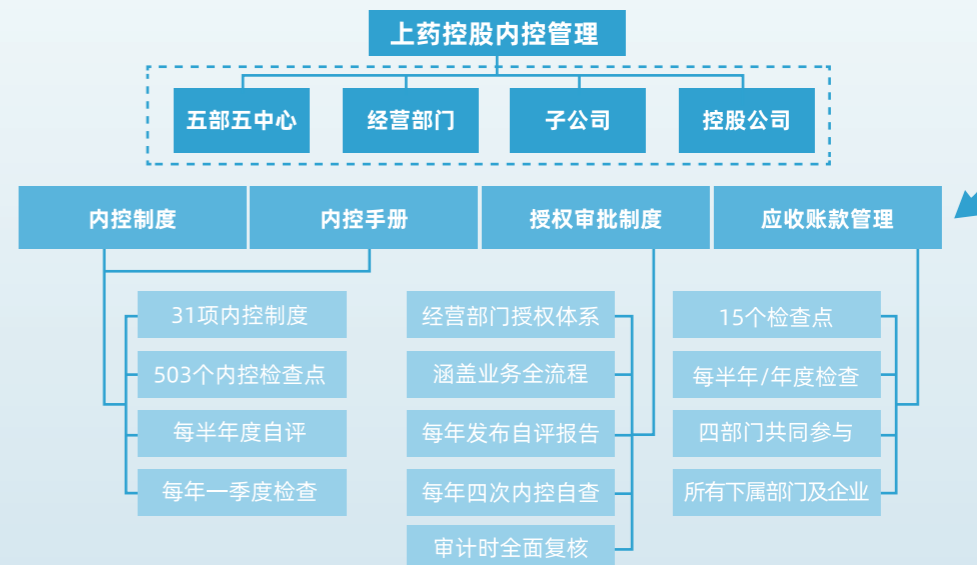 上药控股内控管理
五部五中心
经营部门
子公司
控股公司
内控制度
内控手册
授权审批制度
应收账款管理
31项内控制度
503个内控检查点
每半年度自评
每年一季度检查
经营部门授权体系
涵盖业务全流程
每年发布自评报告
每年四次内控自查
审计时全面复核
15个检查点
每半年/年度检查
四部门共同参与
所有下属部门及企业